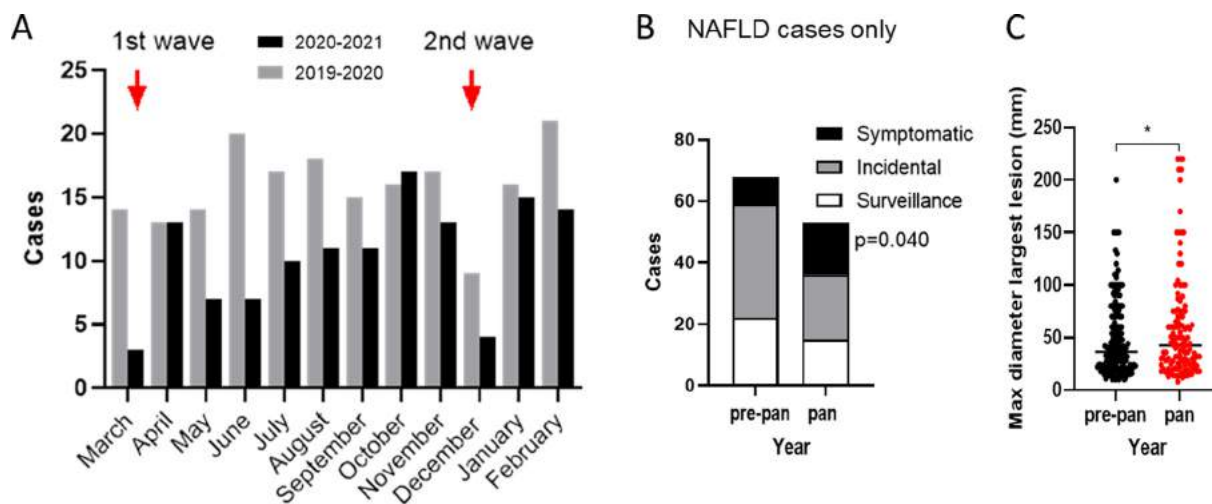 A
1st wave
2nd wave
2020-2021
2019-2020
25
20
15
10
5
0
Cases
March
April
May
June
July
August
September
October
November
December
January
February
B
NAFLD cases only
Symptomatic
Incidental
Surveillance
p=0.040
80
60
40
20
0
Cases
pre-pan
pan
Year
C
Max diameter largest lesion (mm)
250
200
150
100
50
0
*
pre-pan
pan
Year